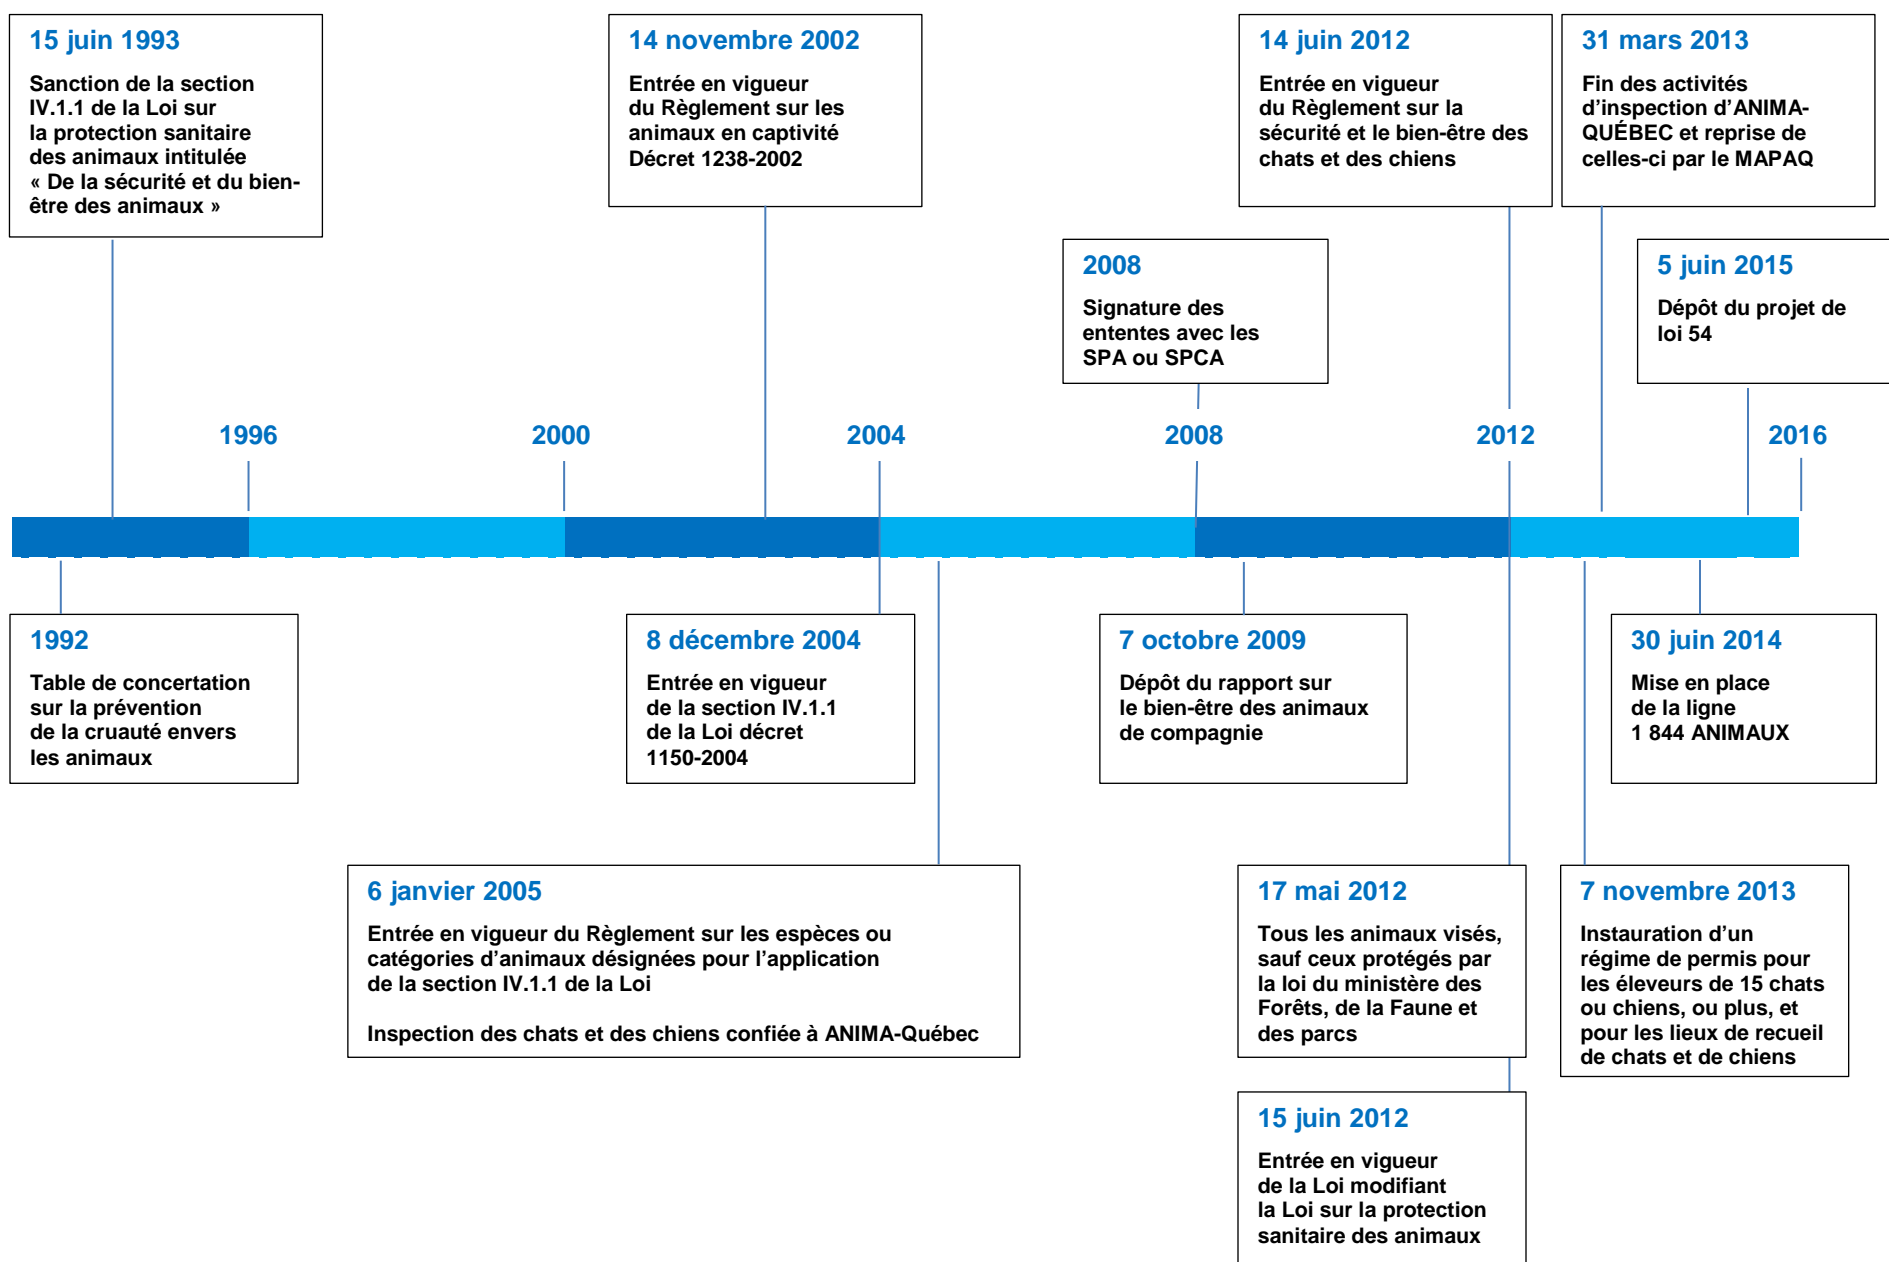 15 juin 1993
Sanction de la section
IV.1.1 de la Loi sur
la protection sanitaire
des animaux intitulée
« De la sécurité et du bien-
être des animaux »
14 novembre 2002
Entrée en vigueur
du Règlement sur les
animaux en captivité
Décret 1238-2002
14 juin 2012
Entrée en vigueur
du Règlement sur la
sécurité et le bien-être des
chats et des chiens
31 mars 2013
Fin des activités
d’inspection d’ANIMA-
QUÉBEC et reprise de
celles-ci par le MAPAQ
2008
Signature des
ententes avec les
SPA ou SPCA
5 juin 2015
Dépôt du projet de
loi 54
1996
2000
2004
2008
2012
2016
1992
Table de concertation
sur la prévention
de la cruauté envers
les animaux
8 décembre 2004
Entrée en vigueur
de la section IV.1.1
de la Loi décret
1150-2004
7 octobre 2009
Dépôt du rapport sur
le bien-être des animaux
de compagnie
30 juin 2014
Mise en place
de la ligne
1 844 ANIMAUX
6 janvier 2005
Entrée en vigueur du Règlement sur les espèces ou
catégories d’animaux désignées pour l’application
de la section IV.1.1 de la Loi
Inspection des chats et des chiens confiée à ANIMA-Québec
17 mai 2012
Tous les animaux visés,
sauf ceux protégés par
la loi du ministère des
Forêts, de la Faune et
des parcs
7 novembre 2013
Instauration d’un
régime de permis pour
les éleveurs de 15 chats
ou chiens, ou plus, et
pour les lieux de recueil
de chats et de chiens
15 juin 2012
Entrée en vigueur
de la Loi modifiant
la Loi sur la protection
sanitaire des animaux